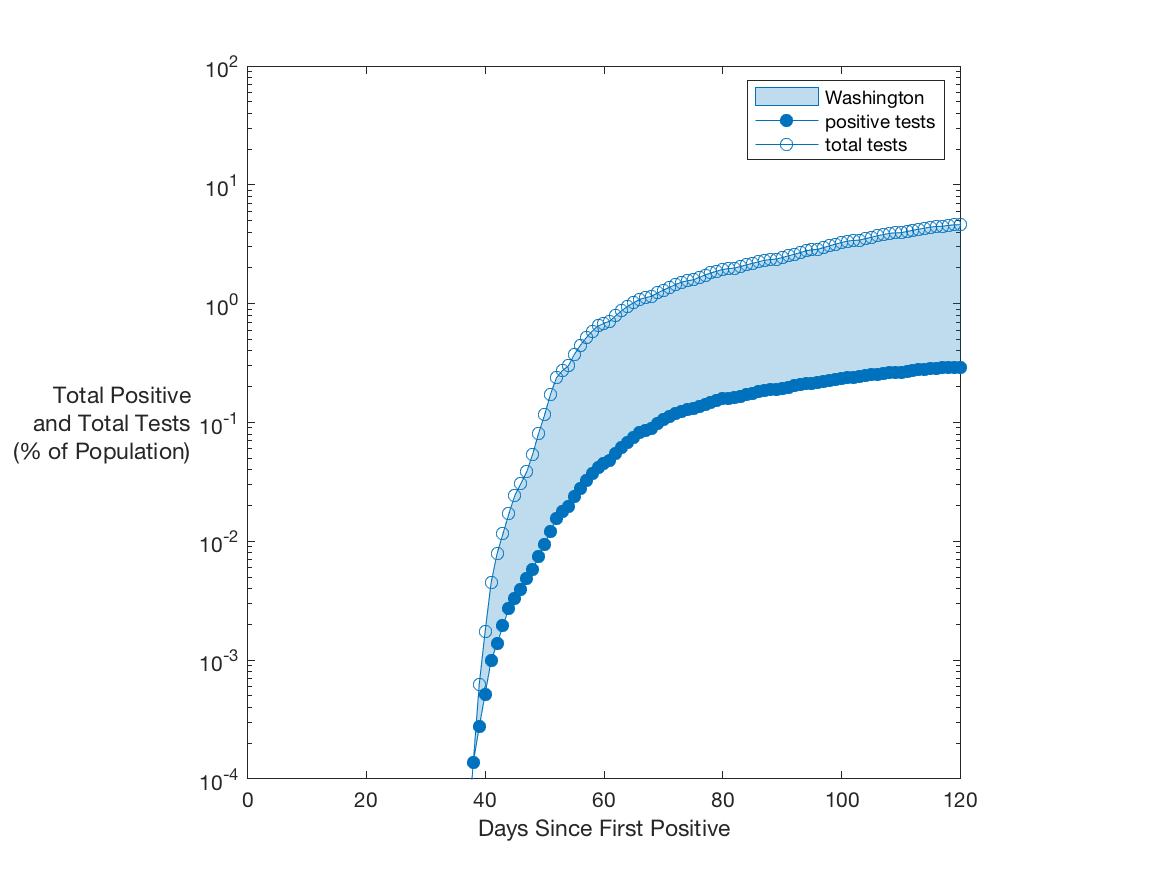 10^2
10^1
10^0
10^-1
10^-2
10^-3
10^-4
Total Positive
and Total Tests
(% of Population)
Washington
positive tests
total tests
0 20 40 60 80 100 120
Days Since First Positive